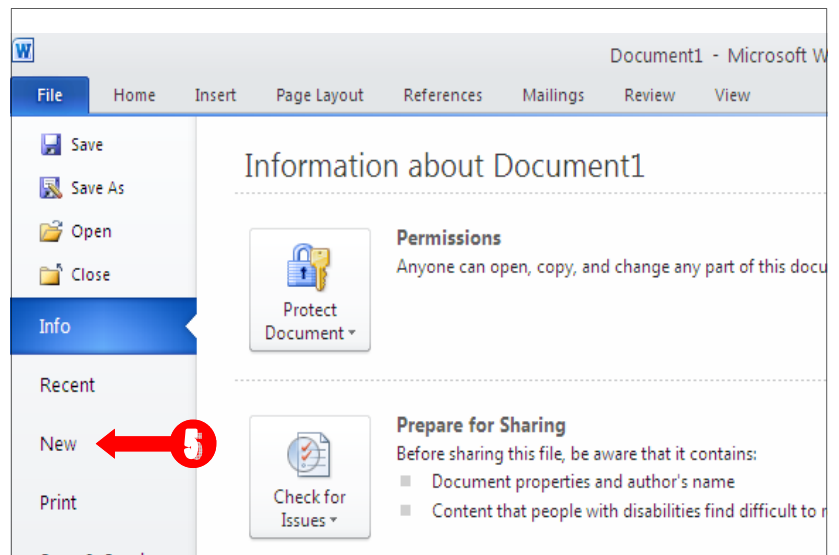 W
Document1 - Microsoft W
File Home Insert Page Layout References Mailings Review View
Save
Save As
Open
Close
Info
Recent
New
5
Print
Information about Document1
Protect
Document
Permissions
Anyone can open, copy, and change any part of this docu
Check for
Issues
Prepare for Sharing
Before sharing this file, be aware that it contains:
Document properties and author's name
Content that people with disabilities find difficult to